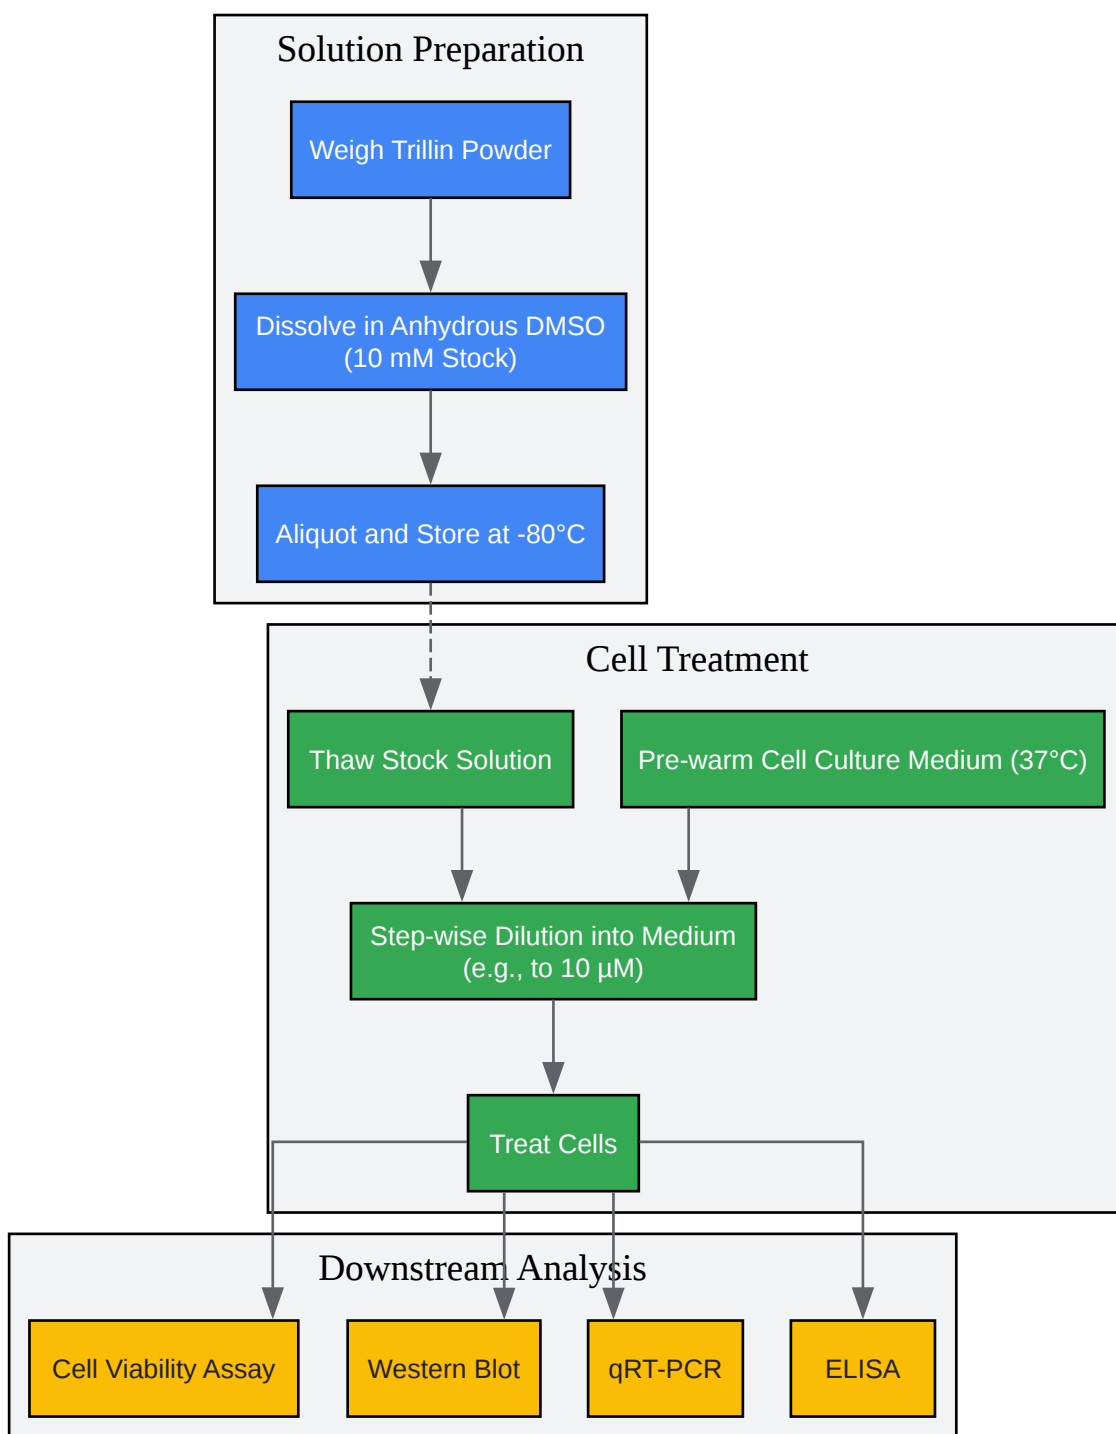 Solution Preparation
Weigh Trillin Powder
Dissolve in Anhydrous DMSO
(10 mM Stock)
Aliquot and Store at -80°C
Cell Treatment
Thaw Stock Solution
Pre-warm Cell Culture Medium (37°C)
Step-wise Dilution into Medium
(e.g., to 10 µM)
Treat Cells
Downstream Analysis
Cell Viability Assay
Western Blot
qRT-PCR
ELISA